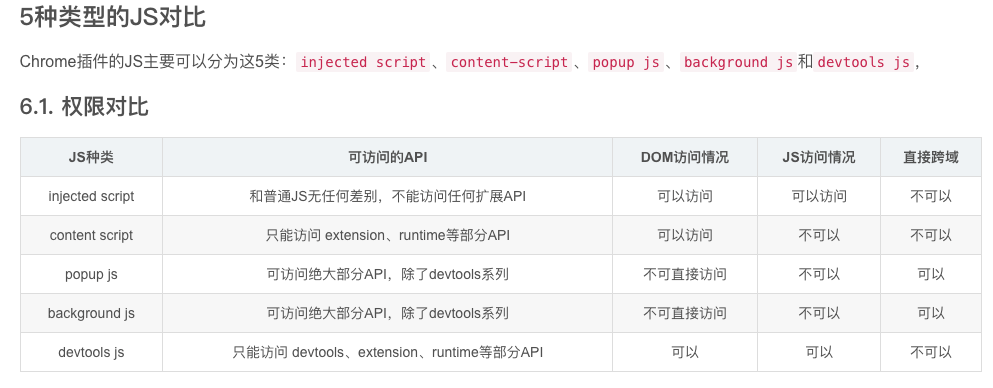 5种类型的JS对比
Chrome插件的JS主要可以分为这5类： injected script 、 content-script 、 popup js 、 background js 和 devtools js ，
6.1. 权限对比
JS种类 可访问的API DOM访问情况 JS访问情况 直接跨域
injected script 和普通JS无任何差别，不能访问任何扩展API 可以访问 可以访问 不可以
content script 只能访问 extension、runtime等部分API 可以访问 不可以 不可以
popup js 可访问绝大部分API，除了devtools系列 不可直接访问 不可以 可以
background js 可访问绝大部分API，除了devtools系列 不可直接访问 不可以 可以
devtools js 只能访问 devtools、extension、runtime等部分API 可以 可以 不可以